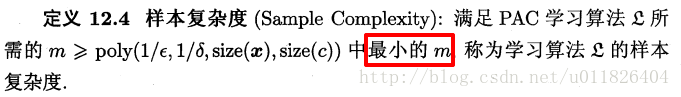 定义 12.4 样本复杂度 (Sample Complexity): 满足 PAC 学习算法 𝔏 所
需的 m ⩾ poly(1/ϵ, 1/δ, size(x), size(c)) 中最小的 m, 称为学习算法 𝔏 的样本
复杂度.
http://blog.csdn.net/u011826404